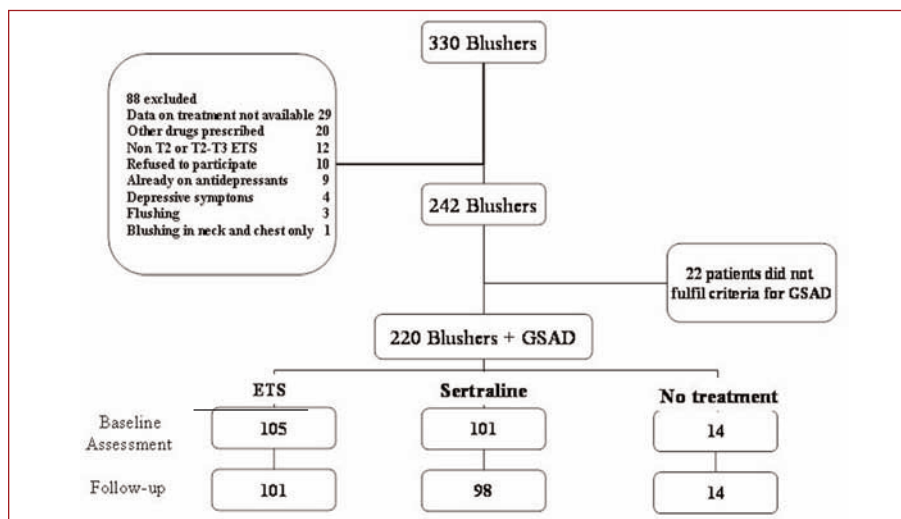 330 Blushers
88 excluded
Data on treatment not available 29
Other drugs prescribed 20
Non T2 or T2-T3 ETS 12
Refused to participate 10
Already on antidepressants 9
Depressive symptoms 4
Flushing 3
Blushing in neck and chest only 1
242 Blushers
22 patients did not
fulfil criteria for GSAD
220 Blushers + GSAD
ETS Sertraline No treatment
Baseline
Assessment
105 101 14
Follow-up 101 98 14